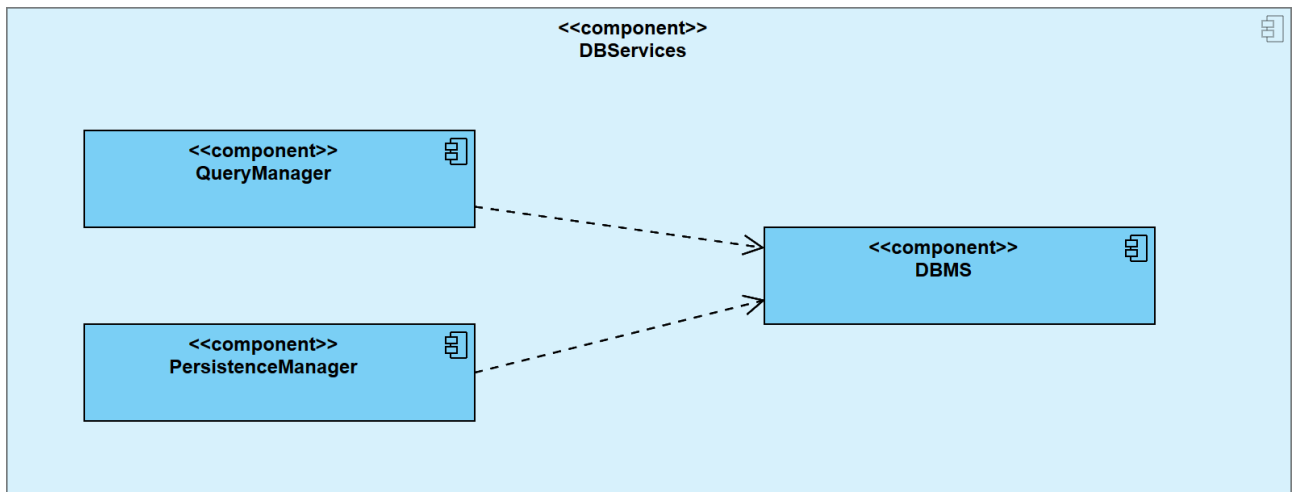 <<component>>
DBServices
<<component>>
QueryManager
<<component>>
DBMS
<<component>>
PersistenceManager